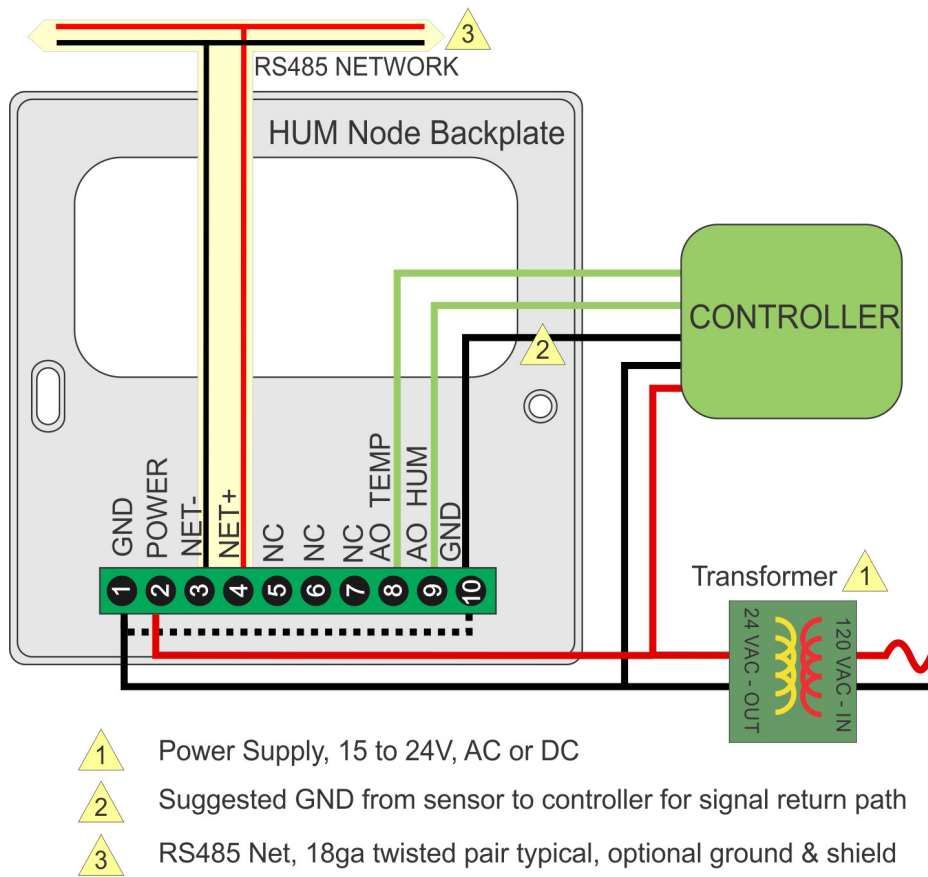 3
RS485 NETWORK
HUM Node Backplate
CONTROLLER
2
GND
POWER
NET-
NET+
NC
NC
NC
AO TEMP
AO HUM
GND
1 2 3 4 5 6 7 8 9 10
Transformer 1
24 VAC - OUT
120 VAC - IN
1 Power Supply, 15 to 24V, AC or DC
2 Suggested GND from sensor to controller for signal return path
3 RS485 Net, 18ga twisted pair typical, optional ground & shield